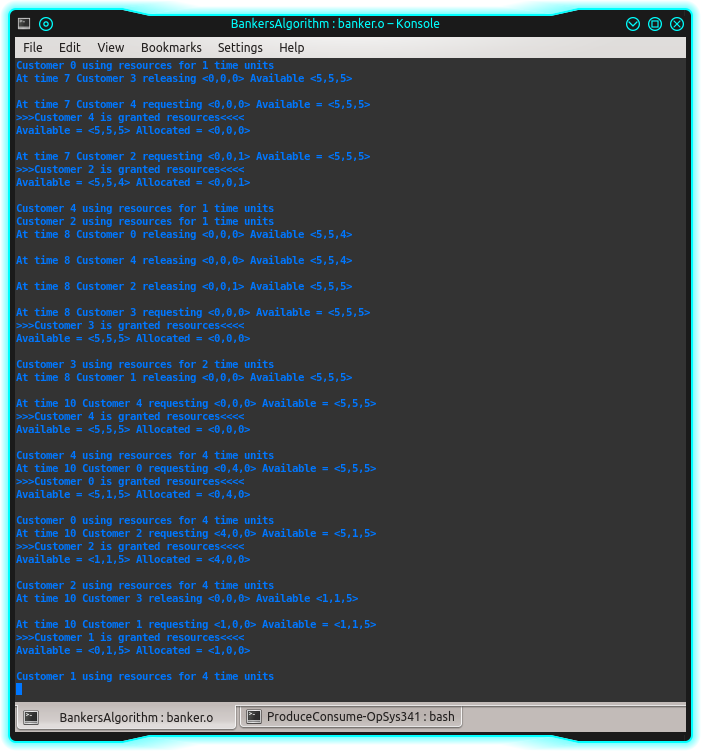 BankersAlgorithm : banker.o – Konsole
File Edit View Bookmarks Settings Help
Customer 0 using resources for 1 time units
At time 7 Customer 3 releasing <0,0,0> Available <5,5,5>
At time 7 Customer 4 requesting <0,0,0> Available = <5,5,5>
>>>Customer 4 is granted resources<<<<
Available = <5,5,5> Allocated = <0,0,0>
At time 7 Customer 2 requesting <0,0,1> Available = <5,5,5>
>>>Customer 2 is granted resources<<<<
Available = <5,5,4> Allocated = <0,0,1>
Customer 4 using resources for 1 time units
Customer 2 using resources for 1 time units
At time 8 Customer 0 releasing <0,0,0> Available <5,5,4>
At time 8 Customer 4 releasing <0,0,0> Available <5,5,4>
At time 8 Customer 2 releasing <0,0,1> Available <5,5,5>
At time 8 Customer 3 requesting <0,0,0> Available = <5,5,5>
>>>Customer 3 is granted resources<<<<
Available = <5,5,5> Allocated = <0,0,0>
Customer 3 using resources for 2 time units
At time 8 Customer 1 releasing <0,0,0> Available <5,5,5>
At time 10 Customer 4 requesting <0,0,0> Available = <5,5,5>
>>>Customer 4 is granted resources<<<<
Available = <5,5,5> Allocated = <0,0,0>
Customer 4 using resources for 4 time units
At time 10 Customer 0 requesting <0,4,0> Available = <5,5,5>
>>>Customer 0 is granted resources<<<<
Available = <5,1,5> Allocated = <0,4,0>
Customer 0 using resources for 4 time units
At time 10 Customer 2 requesting <4,0,0> Available = <5,1,5>
>>>Customer 2 is granted resources<<<<
Available = <1,1,5> Allocated = <4,0,0>
Customer 2 using resources for 4 time units
At time 10 Customer 3 releasing <0,0,0> Available <1,1,5>
At time 10 Customer 1 requesting <1,0,0> Available = <1,1,5>
>>>Customer 1 is granted resources<<<<
Available = <0,1,5> Allocated = <1,0,0>
Customer 1 using resources for 4 time units
BankersAlgorithm : banker.o
ProduceConsume-OpSys341 : bash